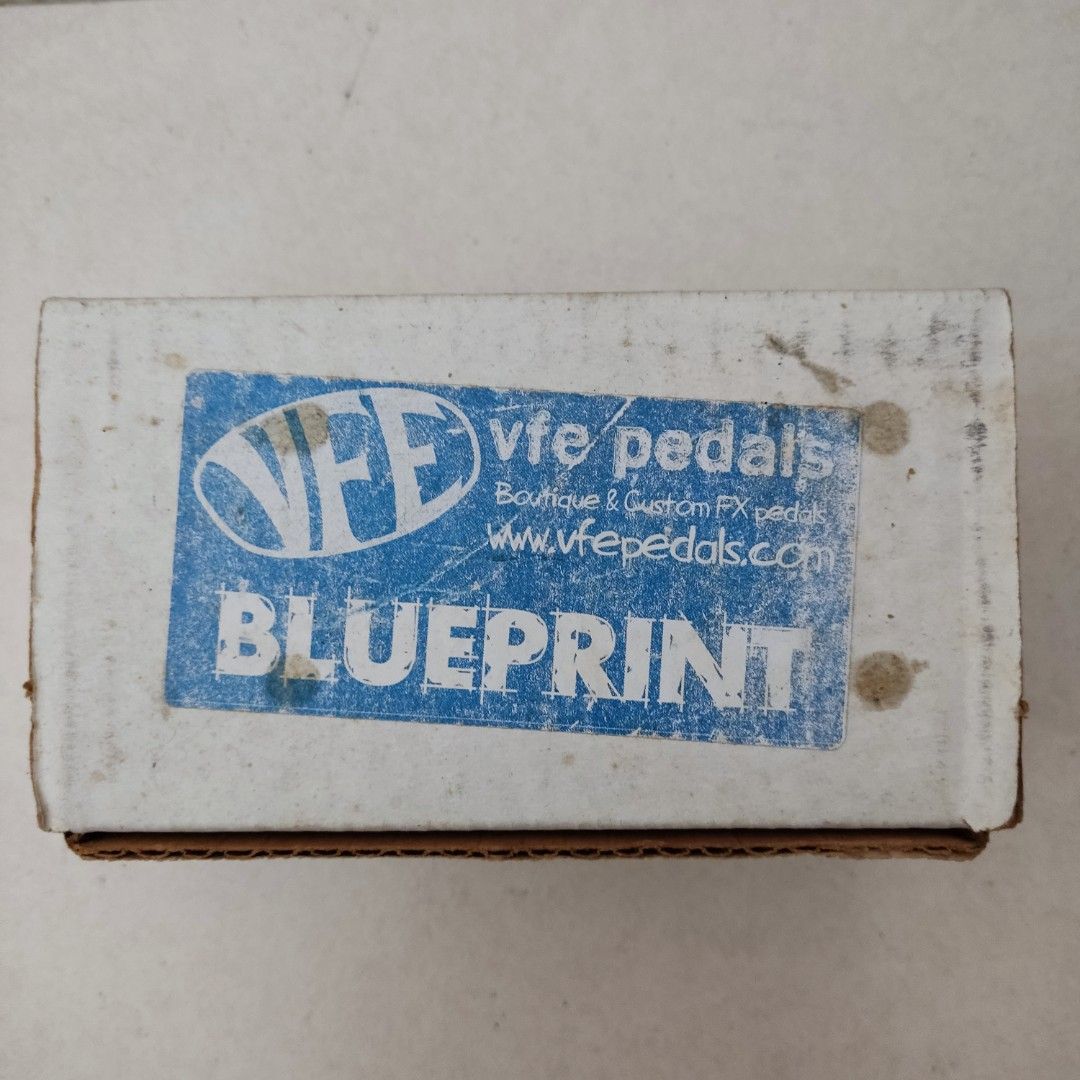 VFE
vfe pedals
Boutique & Custom FX pedals
www.vfepedals.com
BLUEPRINT